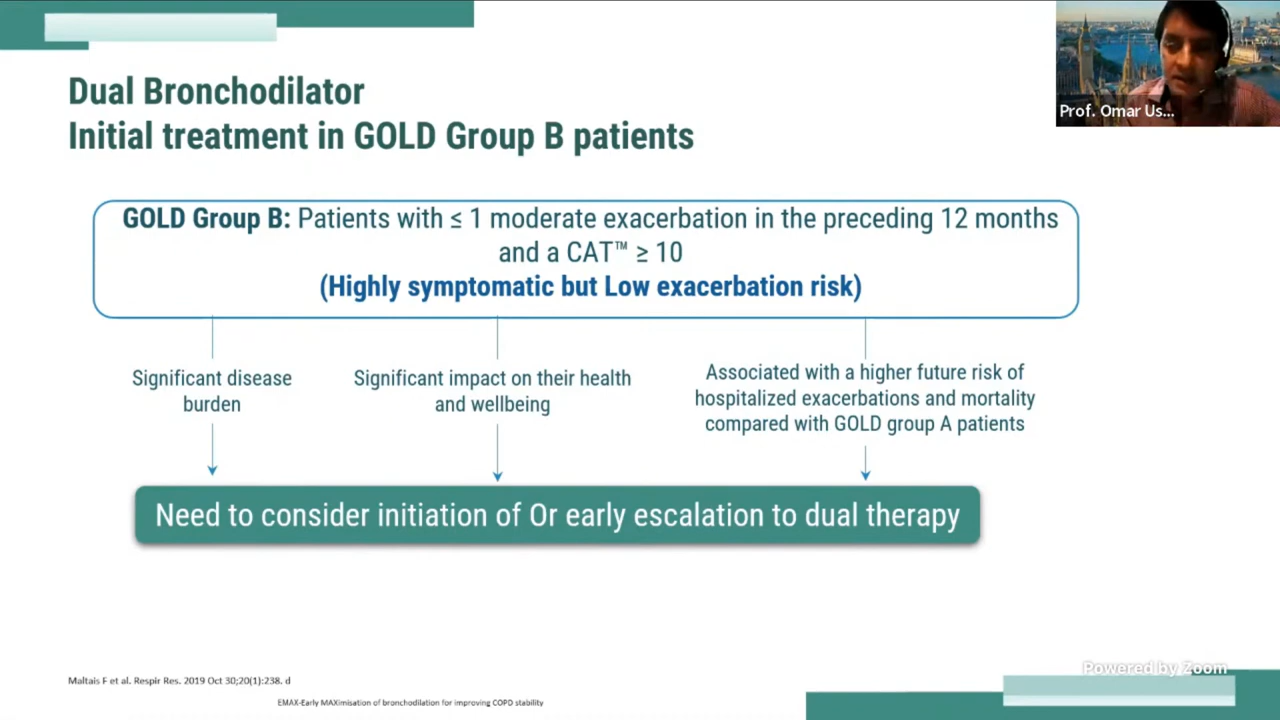 Dual Bronchodilator
Initial treatment in GOLD Group B patients
Prof. Omar Us...
GOLD Group B: Patients with ≤ 1 moderate exacerbation in the preceding 12 months
and a CAT™ ≥ 10
(Highly symptomatic but Low exacerbation risk)
Significant disease
burden
Significant impact on their health
and wellbeing
Associated with a higher future risk of
hospitalized exacerbations and mortality
compared with GOLD group A patients
Need to consider initiation of Or early escalation to dual therapy
Maltais F et al. Respir Res. 2019 Oct 30;20(1):238. d
EMAX-Early MAXimisation of bronchodilation for improving COPD stability
Powered by Zoom